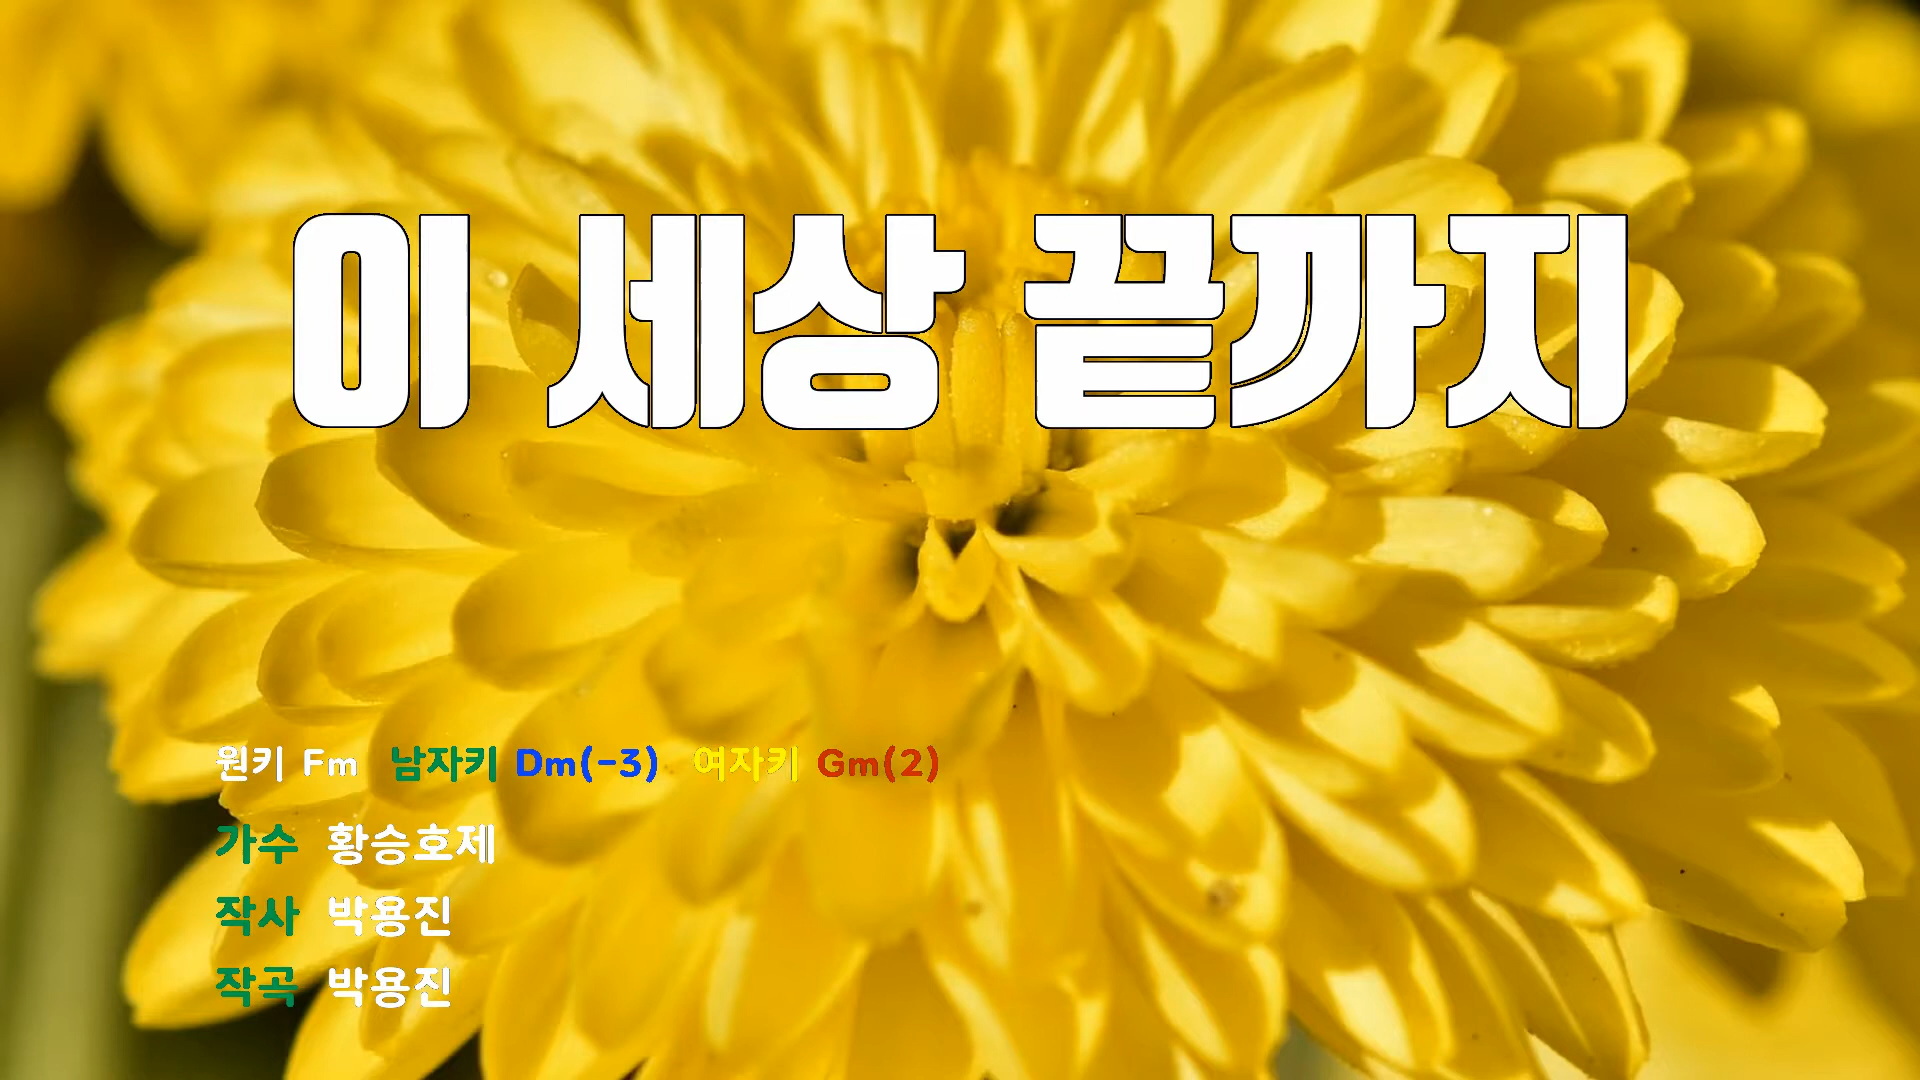 이 세상 끝까지
원키 Fm 남자키 Dm(-3) 여자키 Gm(2)
가수 황승호제
작사 박용진
작곡 박용진